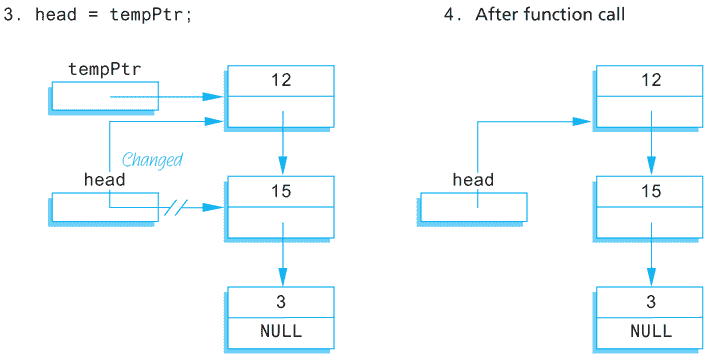 3. head = tempPtr;
tempPtr
12
Changed
head
15
3
NULL
4. After function call
12
head
15
3
NULL